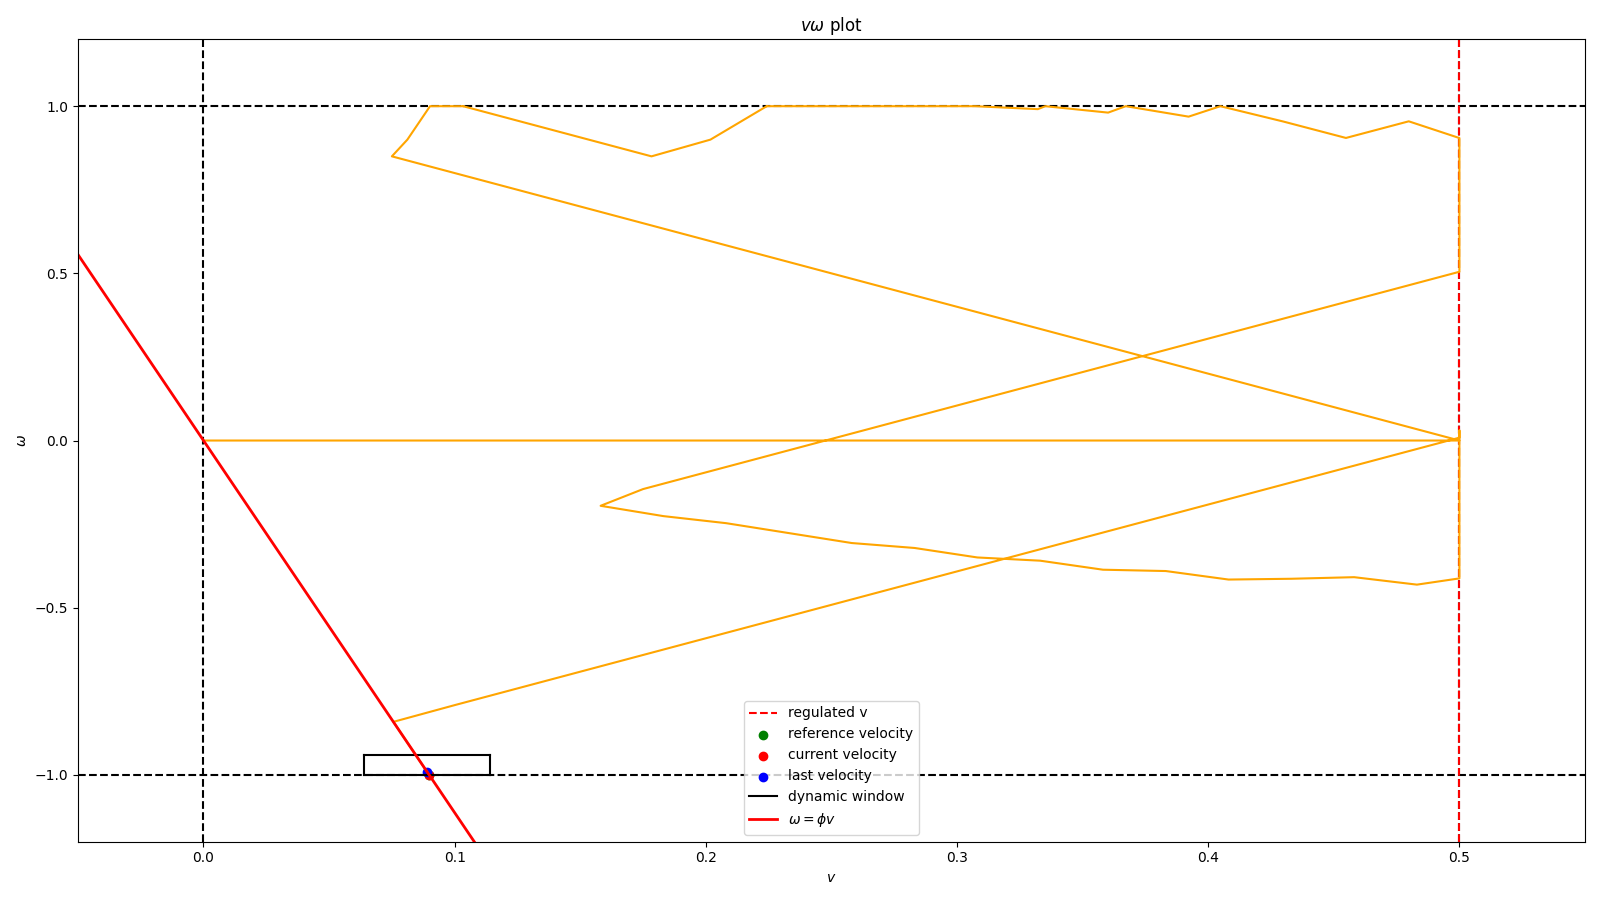 vω plot
1.0
0.5
0.0
−0.5
−1.0
ω
regulated v
reference velocity
current velocity
last velocity
dynamic window
ω = ϕv
0.0 0.1 0.2 0.3 0.4 0.5
v